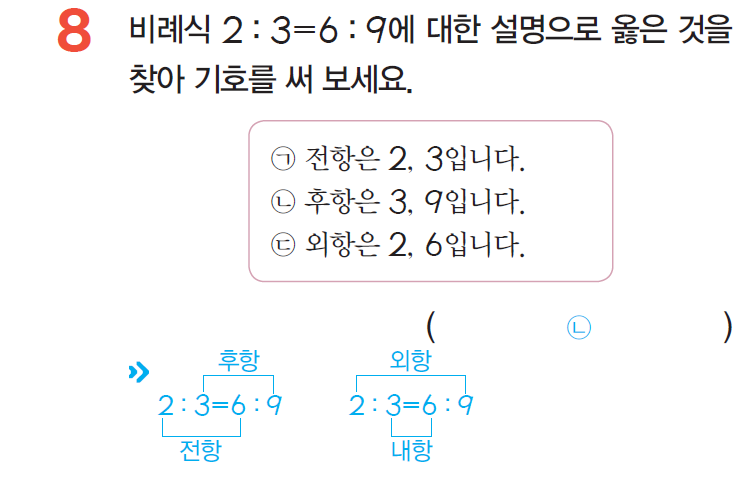 8 비례식 2 : 3=6 : 9에 대한 설명으로 옳은 것을
찾아 기호를 써 보세요.
㉠ 전항은 2, 3입니다.
㉡ 후항은 3, 9입니다.
㉢ 외항은 2, 6입니다.
( ㉡ )
후항 외항
» 2 : 3=6 : 9 2 : 3=6 : 9
전항 내항